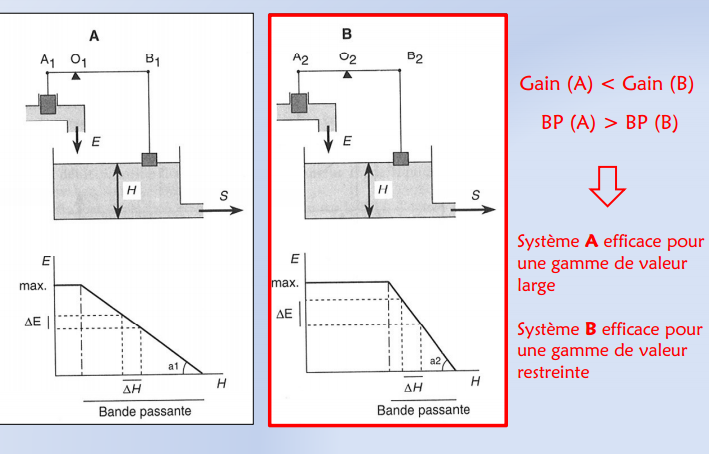 A
A1 O1 B1
E
H
S
E
max.
ΔE
a1
ΔH
H
Bande passante
B
A2 O2 B2
E
H
S
E
max.
ΔE
a2
ΔH
H
Bande passante
Gain (A) < Gain (B)
BP (A) > BP (B)
Système A efficace pour
une gamme de valeur
large
Système B efficace pour
une gamme de valeur
restreinte